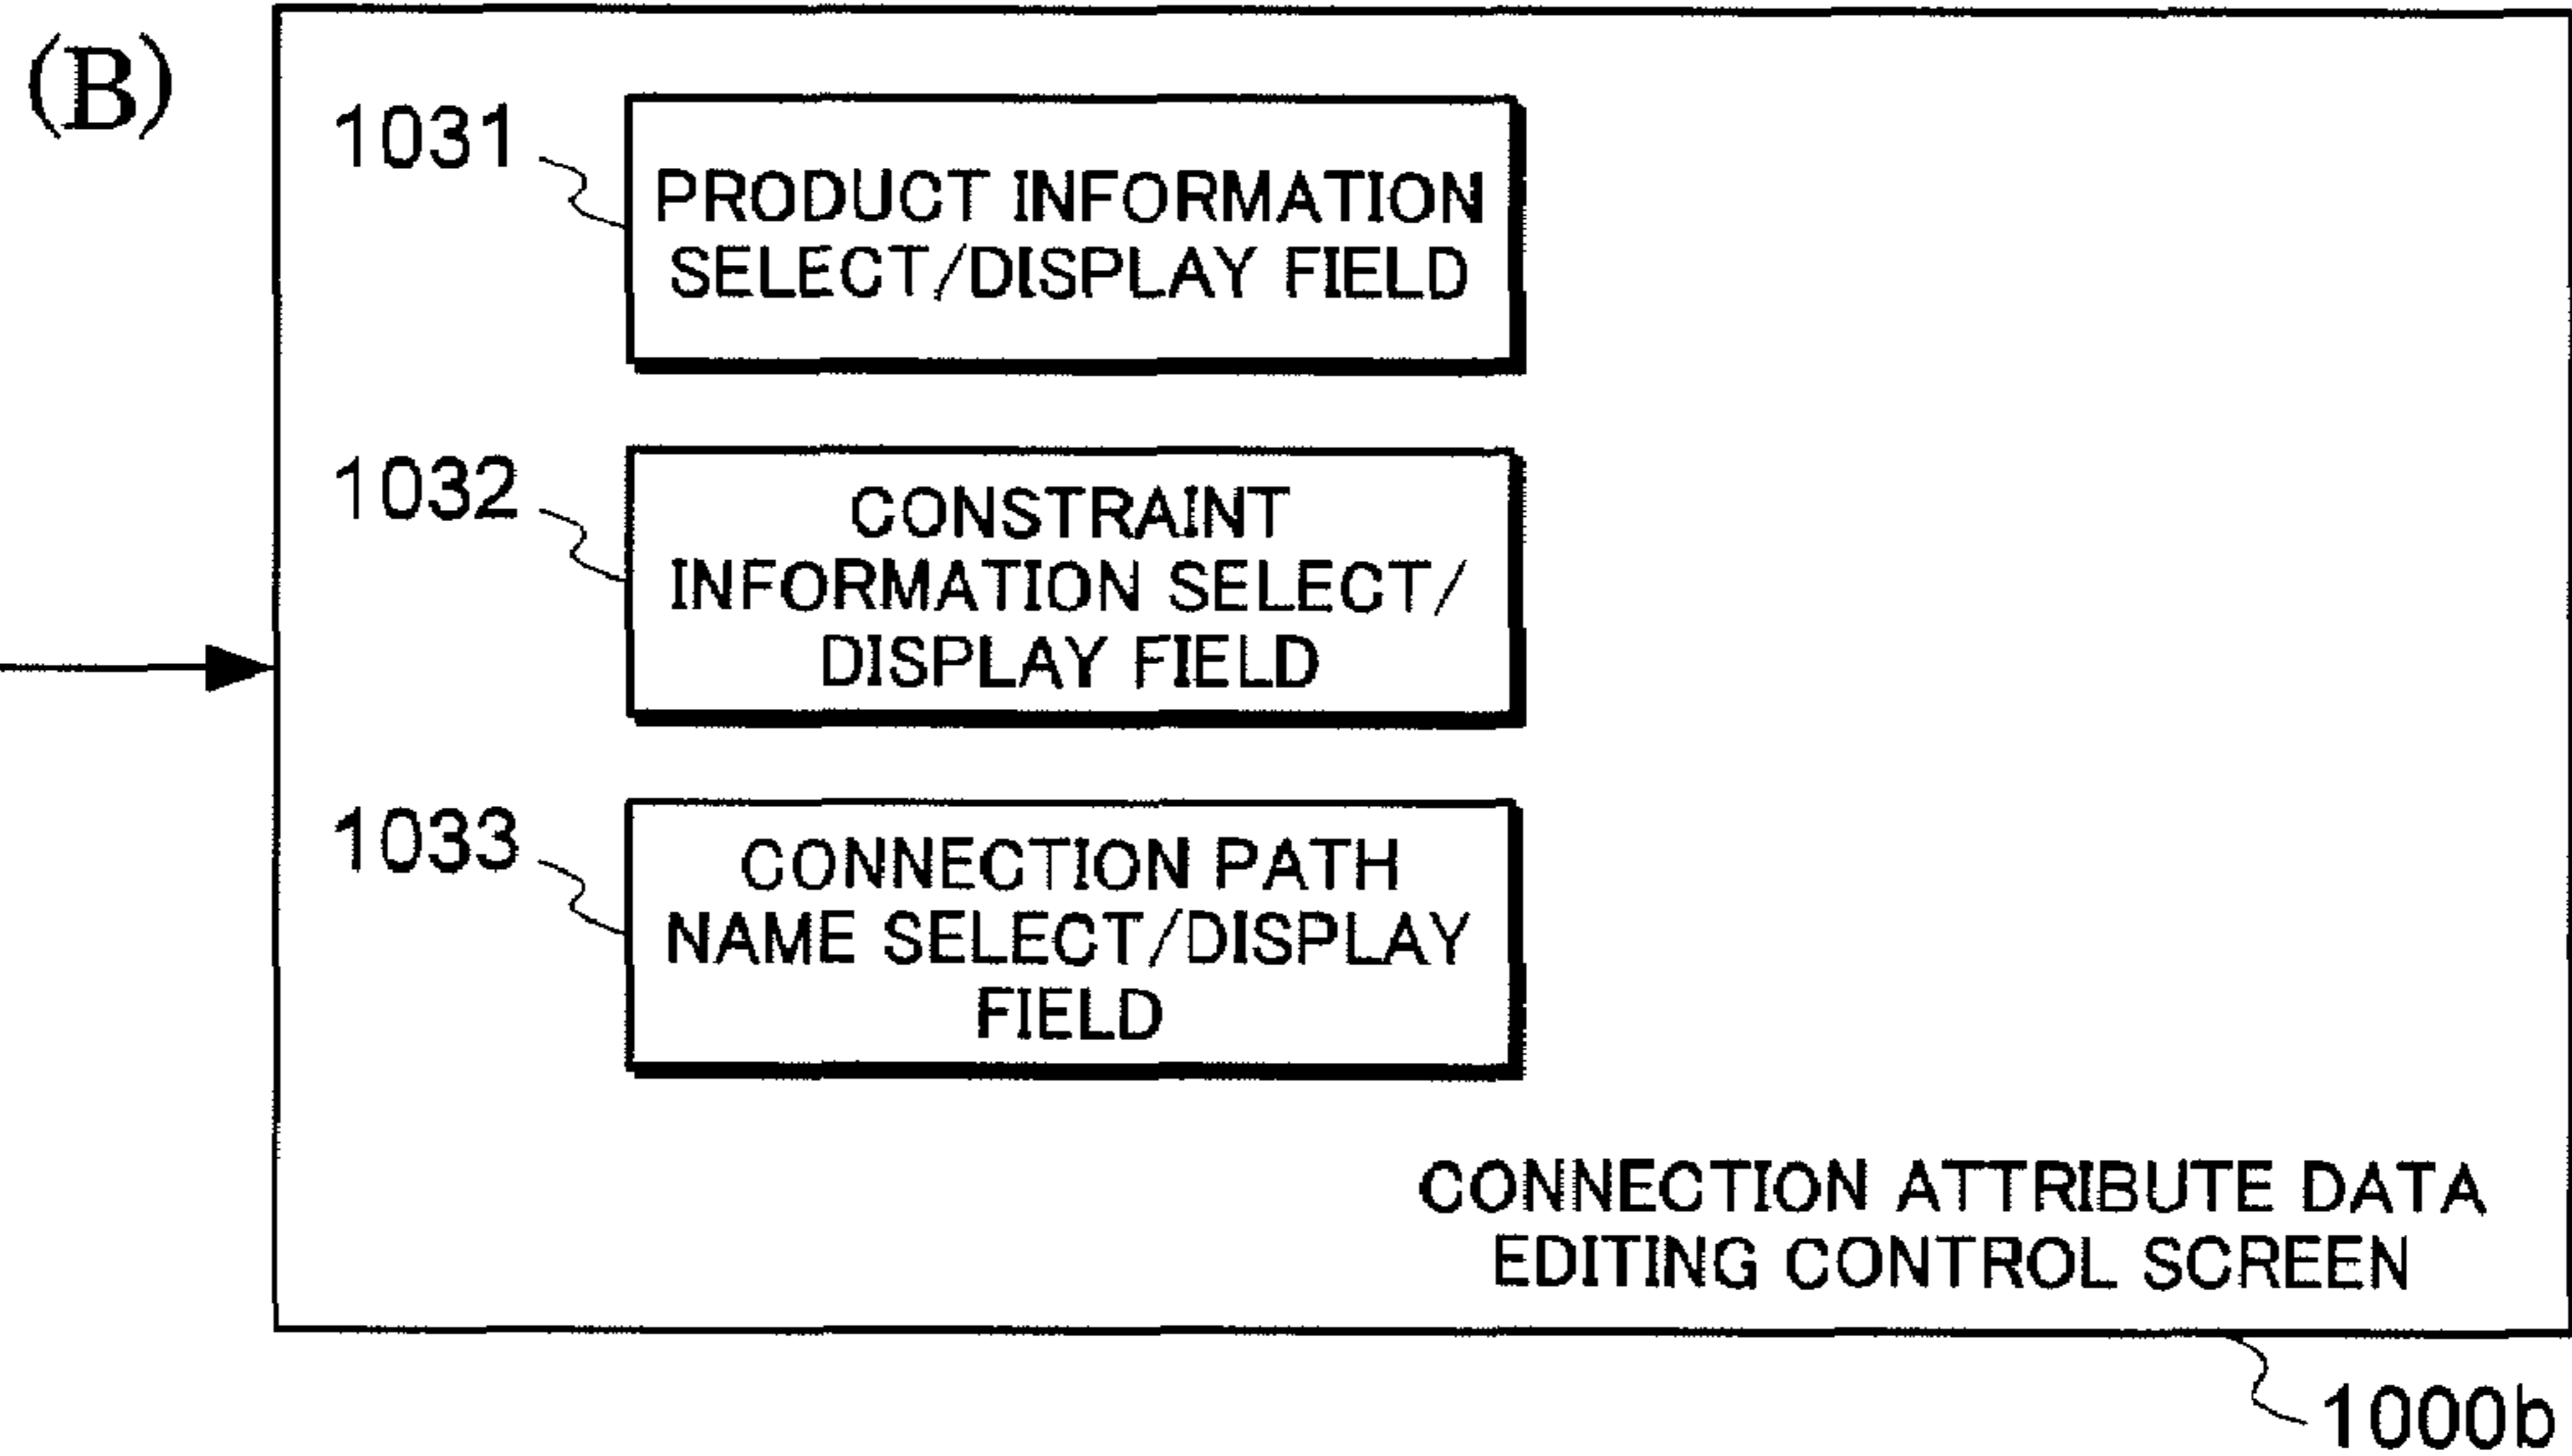 (B)
1031
PRODUCT INFORMATION
SELECT/DISPLAY FIELD
1032
CONSTRAINT
INFORMATION SELECT/
DISPLAY FIELD
1033
CONNECTION PATH
NAME SELECT/DISPLAY
FIELD
CONNECTION ATTRIBUTE DATA
EDITING CONTROL SCREEN
1000b